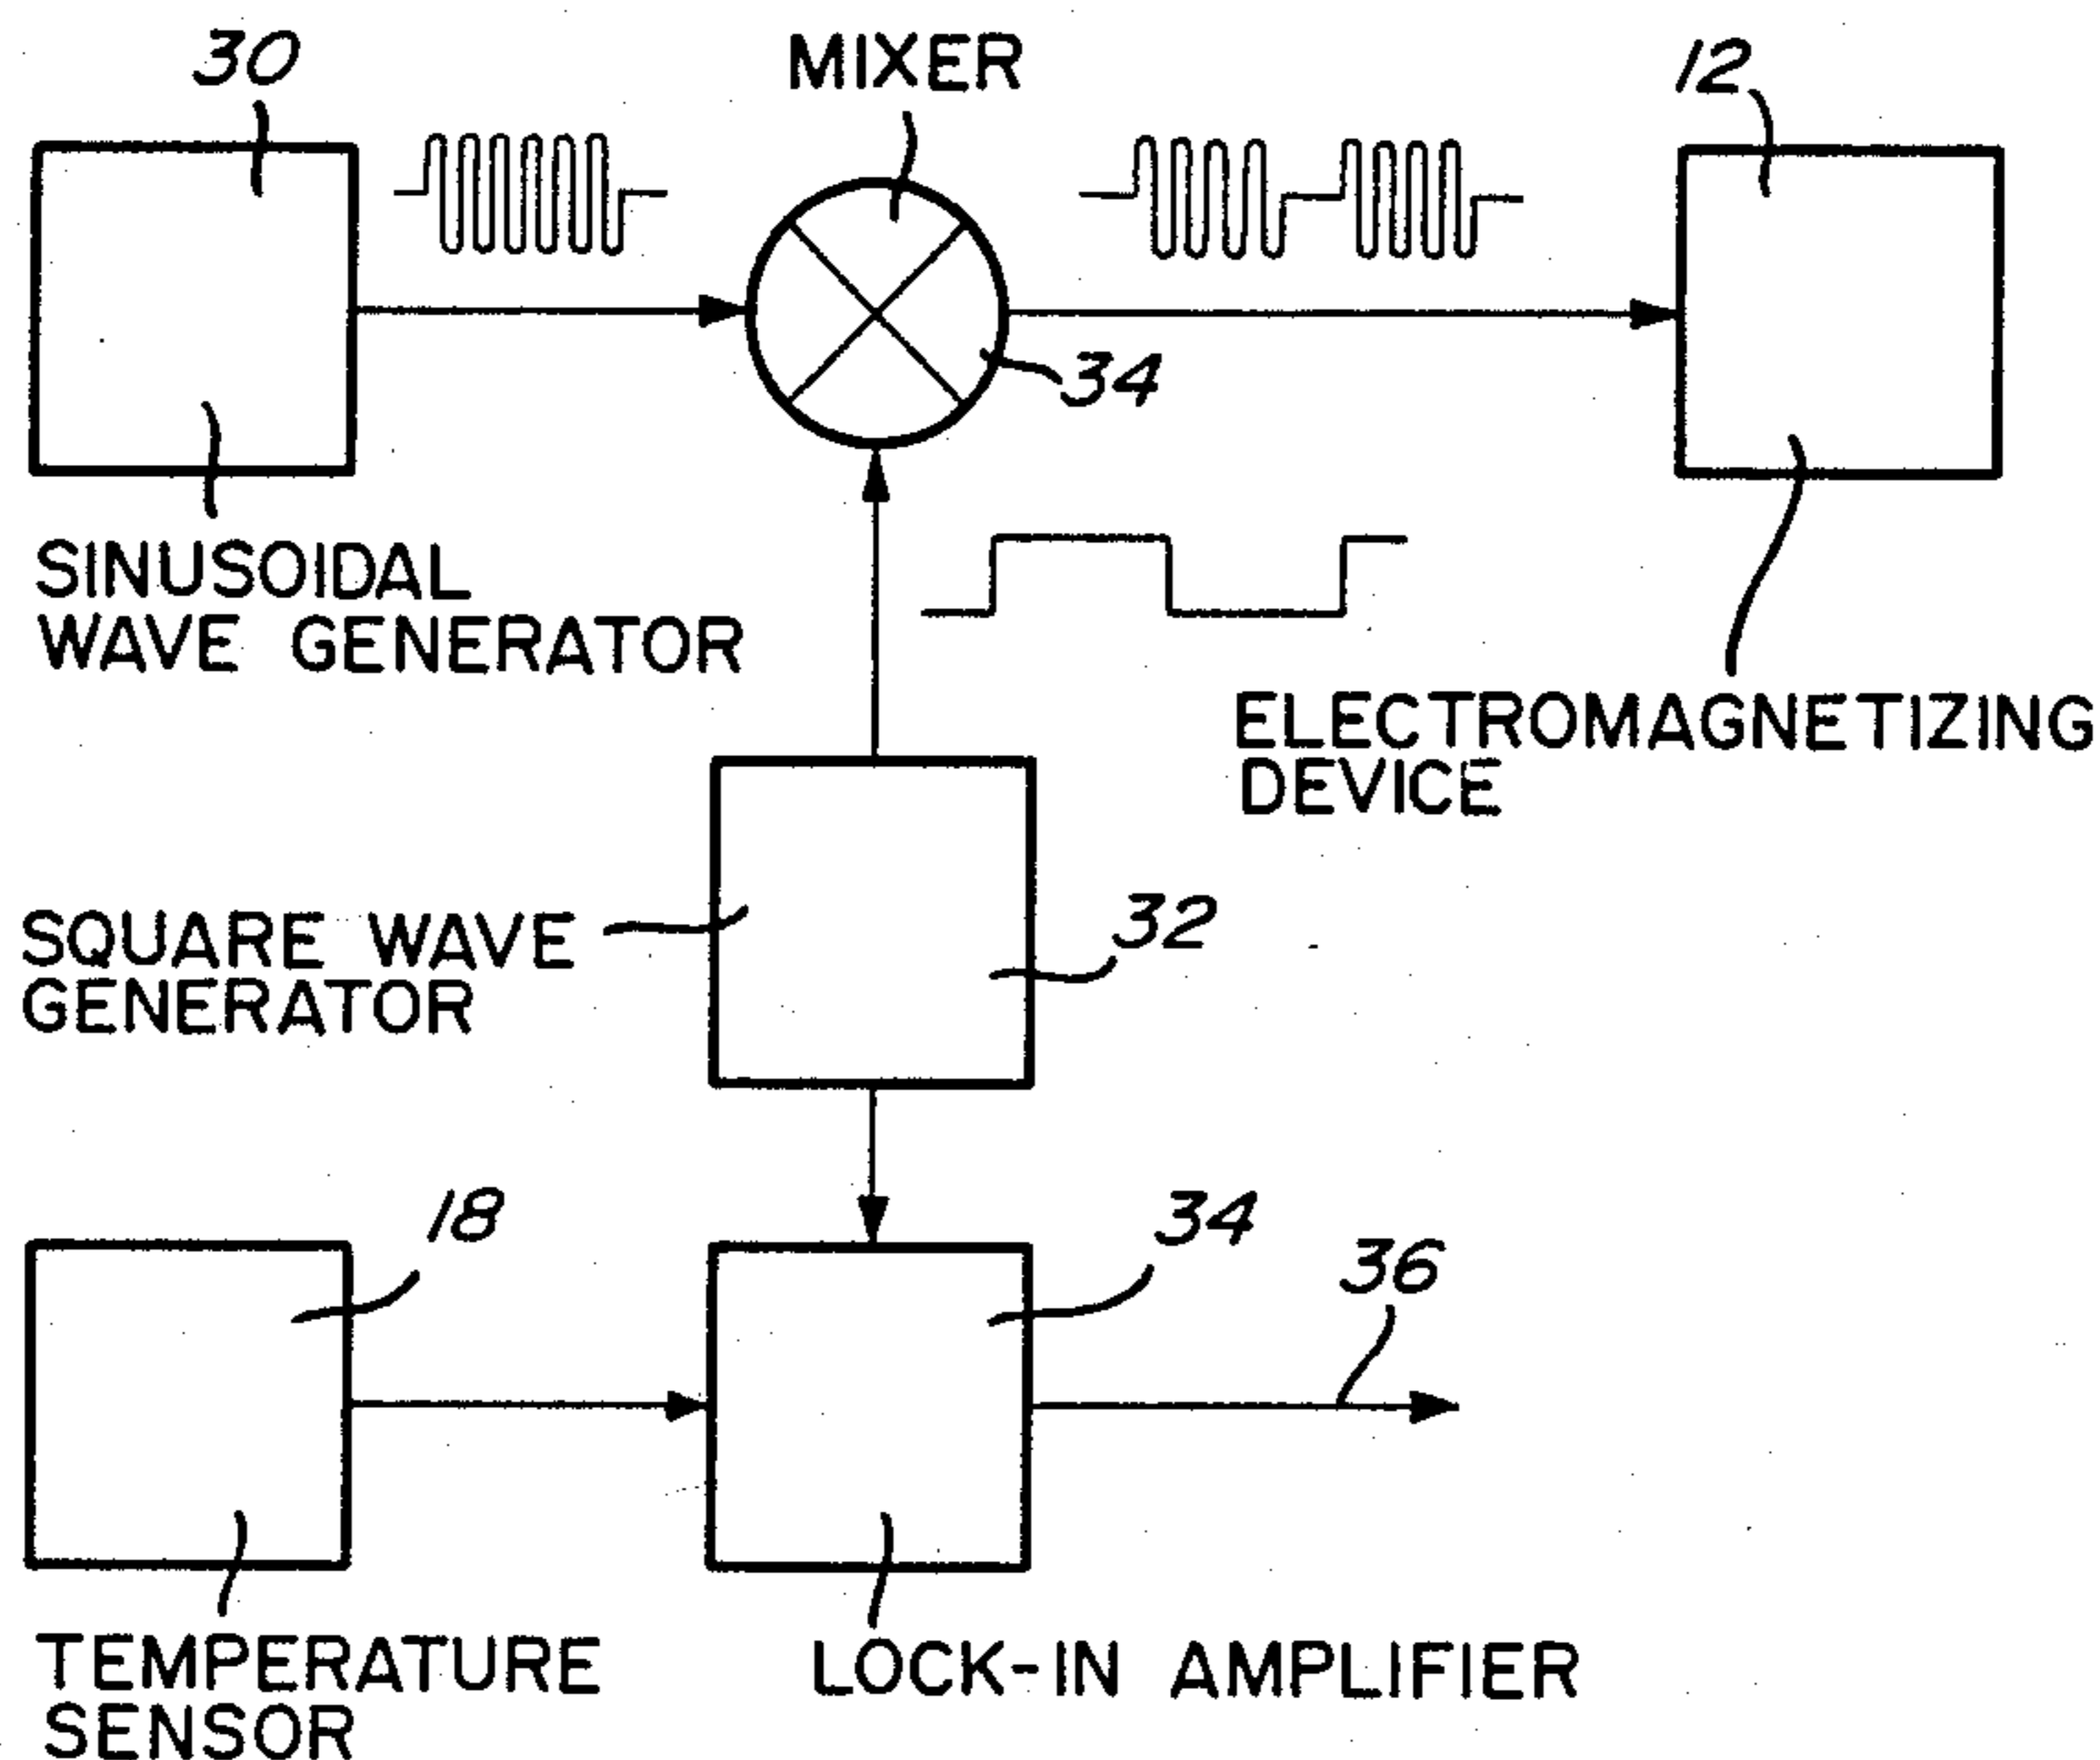 30
MIXER
12
34
SINUSOIDAL
WAVE GENERATOR
ELECTROMAGNETIZING
DEVICE
SQUARE WAVE
GENERATOR
32
18
34
36
TEMPERATURE
SENSOR
LOCK-IN AMPLIFIER